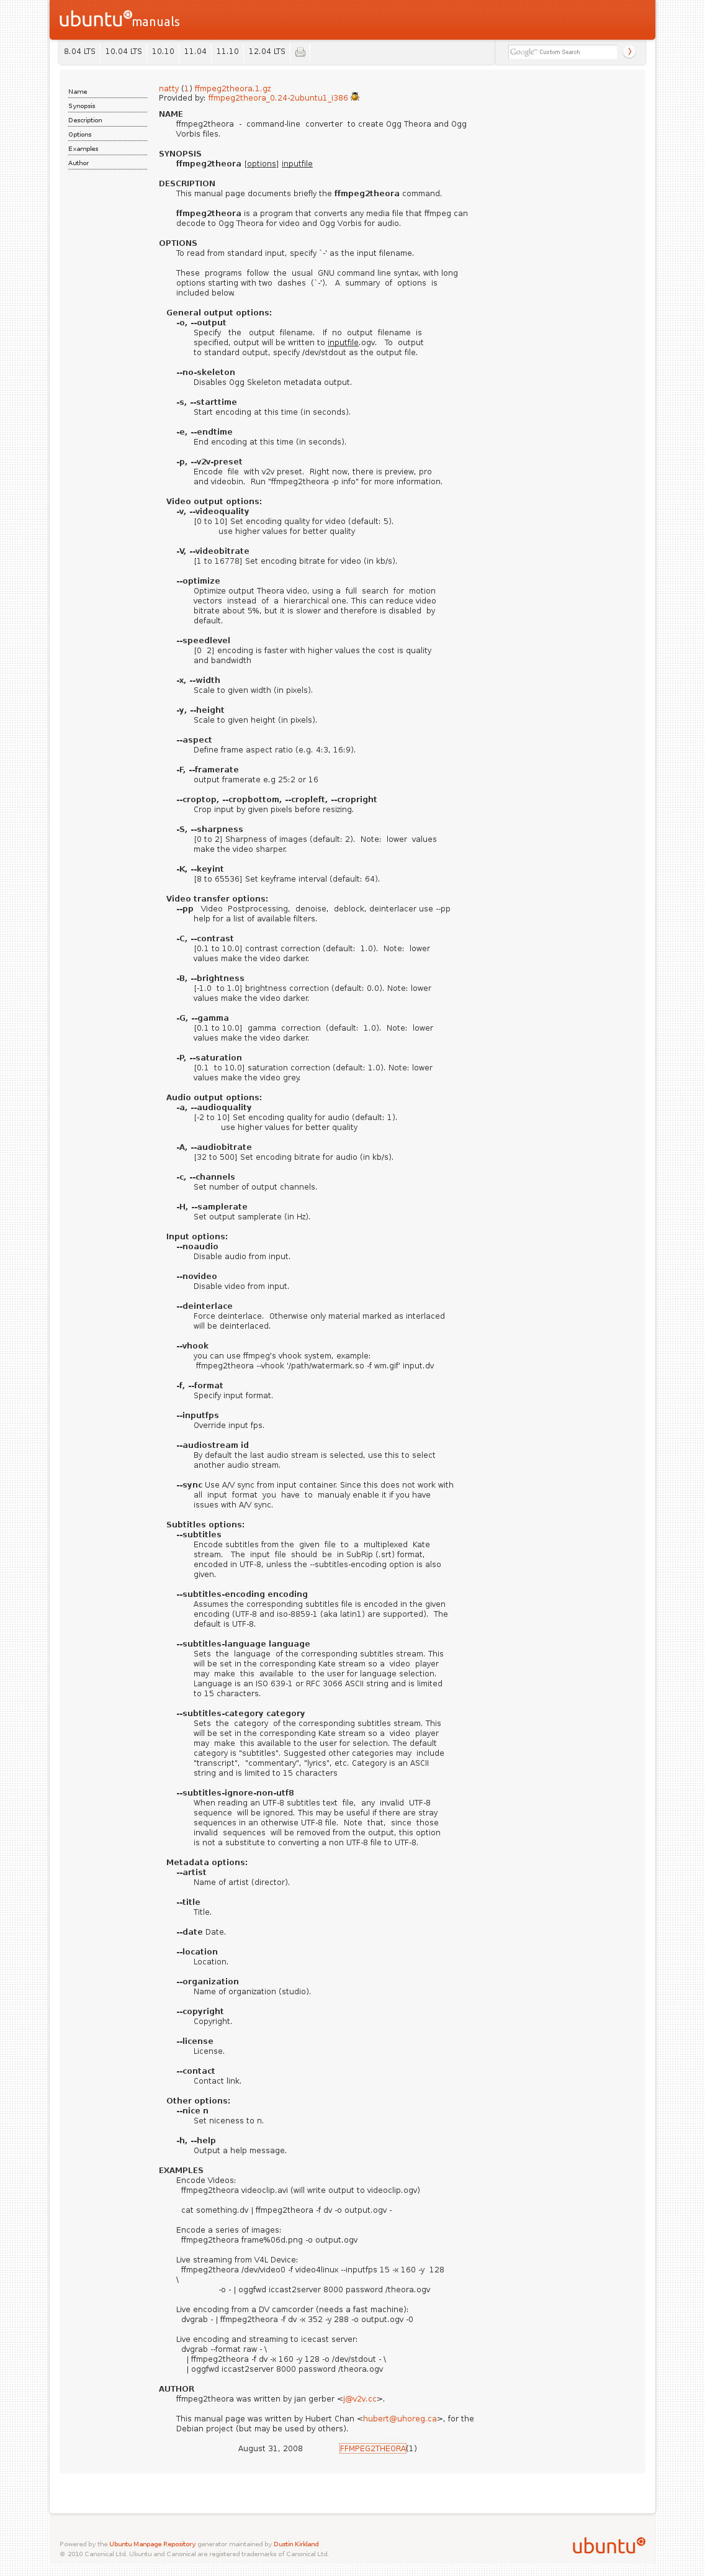 ubuntu manuals
8.04 LTS 10.04 LTS 10.10 11.04 11.10 12.04 LTS
Google™ Custom Search
Name
Synopsis
Description
Options
Examples
Author
natty (1) ffmpeg2theora.1.gz
Provided by: ffmpeg2theora_0.24-2ubuntu1_i386
NAME
ffmpeg2theora - command-line converter to create Ogg Theora and Ogg
Vorbis files.
SYNOPSIS
ffmpeg2theora [options] inputfile
DESCRIPTION
This manual page documents briefly the ffmpeg2theora command.
ffmpeg2theora is a program that converts any media file that ffmpeg can
decode to Ogg Theora for video and Ogg Vorbis for audio.
OPTIONS
To read from standard input, specify `-' as the input filename.
These programs follow the usual GNU command line syntax, with long
options starting with two dashes (`-'). A summary of options is
included below.
General output options:
-o, --output
Specify the output filename. If no output filename is
specified, output will be written to inputfile.ogv. To output
to standard output, specify /dev/stdout as the output file.
--no-skeleton
Disables Ogg Skeleton metadata output.
-s, --starttime
Start encoding at this time (in seconds).
-e, --endtime
End encoding at this time (in seconds).
-p, --v2v-preset
Encode file with v2v preset. Right now, there is preview, pro
and videobin. Run "ffmpeg2theora -p info" for more information.
Video output options:
-v, --videoquality
[0 to 10] Set encoding quality for video (default: 5).
use higher values for better quality
-V, --videobitrate
[1 to 16778] Set encoding bitrate for video (in kb/s).
--optimize
Optimize output Theora video, using a full search for motion
vectors instead of a hierarchical one. This can reduce video
bitrate about 5%, but it is slower and therefore is disabled by
default.
--speedlevel
[0 2] encoding is faster with higher values the cost is quality
and bandwidth
-x, --width
Scale to given width (in pixels).
-y, --height
Scale to given height (in pixels).
--aspect
Define frame aspect ratio (e.g. 4:3, 16:9).
-F, --framerate
output framerate e.g 25:2 or 16
--croptop, --cropbottom, --cropleft, --cropright
Crop input by given pixels before resizing.
-S, --sharpness
[0 to 2] Sharpness of images (default: 2). Note: lower values
make the video sharper.
-K, --keyint
[8 to 65536] Set keyframe interval (default: 64).
Video transfer options:
--pp Video Postprocessing, denoise, deblock, deinterlacer use --pp
help for a list of available filters.
-C, --contrast
[0.1 to 10.0] contrast correction (default: 1.0). Note: lower
values make the video darker.
-B, --brightness
[-1.0 to 1.0] brightness correction (default: 0.0). Note: lower
values make the video darker.
-G, --gamma
[0.1 to 10.0] gamma correction (default: 1.0). Note: lower
values make the video darker.
-P, --saturation
[0.1 to 10.0] saturation correction (default: 1.0). Note: lower
values make the video grey.
Audio output options:
-a, --audioquality
[-2 to 10] Set encoding quality for audio (default: 1).
use higher values for better quality
-A, --audiobitrate
[32 to 500] Set encoding bitrate for audio (in kb/s).
-c, --channels
Set number of output channels.
-H, --samplerate
Set output samplerate (in Hz).
Input options:
--noaudio
Disable audio from input.
--novideo
Disable video from input.
--deinterlace
Force deinterlace. Otherwise only material marked as interlaced
will be deinterlaced.
--vhook
you can use ffmpeg's vhook system, example:
ffmpeg2theora --vhook '/path/watermark.so -f wm.gif' input.dv
-f, --format
Specify input format.
--inputfps
Override input fps.
--audiostream id
By default the last audio stream is selected, use this to select
another audio stream.
--sync Use A/V sync from input container. Since this does not work with
all input format you have to manualy enable it if you have
issues with A/V sync.
Subtitles options:
--subtitles
Encode subtitles from the given file to a multiplexed Kate
stream. The input file should be in SubRip (.srt) format,
encoded in UTF-8, unless the --subtitles-encoding option is also
given.
--subtitles-encoding encoding
Assumes the corresponding subtitles file is encoded in the given
encoding (UTF-8 and iso-8859-1 (aka latin1) are supported). The
default is UTF-8.
--subtitles-language language
Sets the language of the corresponding subtitles stream. This
will be set in the corresponding Kate stream so a video player
may make this available to the user for language selection.
Language is an ISO 639-1 or RFC 3066 ASCII string and is limited
to 15 characters.
--subtitles-category category
Sets the category of the corresponding subtitles stream. This
will be set in the corresponding Kate stream so a video player
may make this available to the user for selection. The default
category is "subtitles". Suggested other categories may include
"transcript", "commentary", "lyrics", etc. Category is an ASCII
string and is limited to 15 characters
--subtitles-ignore-non-utf8
When reading an UTF-8 subtitles text file, any invalid UTF-8
sequence will be ignored. This may be useful if there are stray
sequences in an otherwise UTF-8 file. Note that, since those
invalid sequences will be removed from the output, this option
is not a substitute to converting a non UTF-8 file to UTF-8.
Metadata options:
--artist
Name of artist (director).
--title
Title.
--date Date.
--location
Location.
--organization
Name of organization (studio).
--copyright
Copyright.
--license
License.
--contact
Contact link.
Other options:
--nice n
Set niceness to n.
-h, --help
Output a help message.
EXAMPLES
Encode Videos:
ffmpeg2theora videoclip.avi (will write output to videoclip.ogv)
cat something.dv | ffmpeg2theora -f dv -o output.ogv -
Encode a series of images:
ffmpeg2theora frame%06d.png -o output.ogv
Live streaming from V4L Device:
ffmpeg2theora /dev/video0 -f video4linux --inputfps 15 -x 160 -y 128
\
-o - | oggfwd iccast2server 8000 password /theora.ogv
Live encoding from a DV camcorder (needs a fast machine):
dvgrab - | ffmpeg2theora -f dv -x 352 -y 288 -o output.ogv -0
Live encoding and streaming to icecast server:
dvgrab --format raw - \
| ffmpeg2theora -f dv -x 160 -y 128 -o /dev/stdout - \
| oggfwd iccast2server 8000 password /theora.ogv
AUTHOR
ffmpeg2theora was written by jan gerber <j@v2v.cc>.
This manual page was written by Hubert Chan <hubert@uhoreg.ca>, for the
Debian project (but may be used by others).
August 31, 2008 FFMPEG2THEORA(1)
Powered by the Ubuntu Manpage Repository generator maintained by Dustin Kirkland
© 2010 Canonical Ltd. Ubuntu and Canonical are registered trademarks of Canonical Ltd.
ubuntu